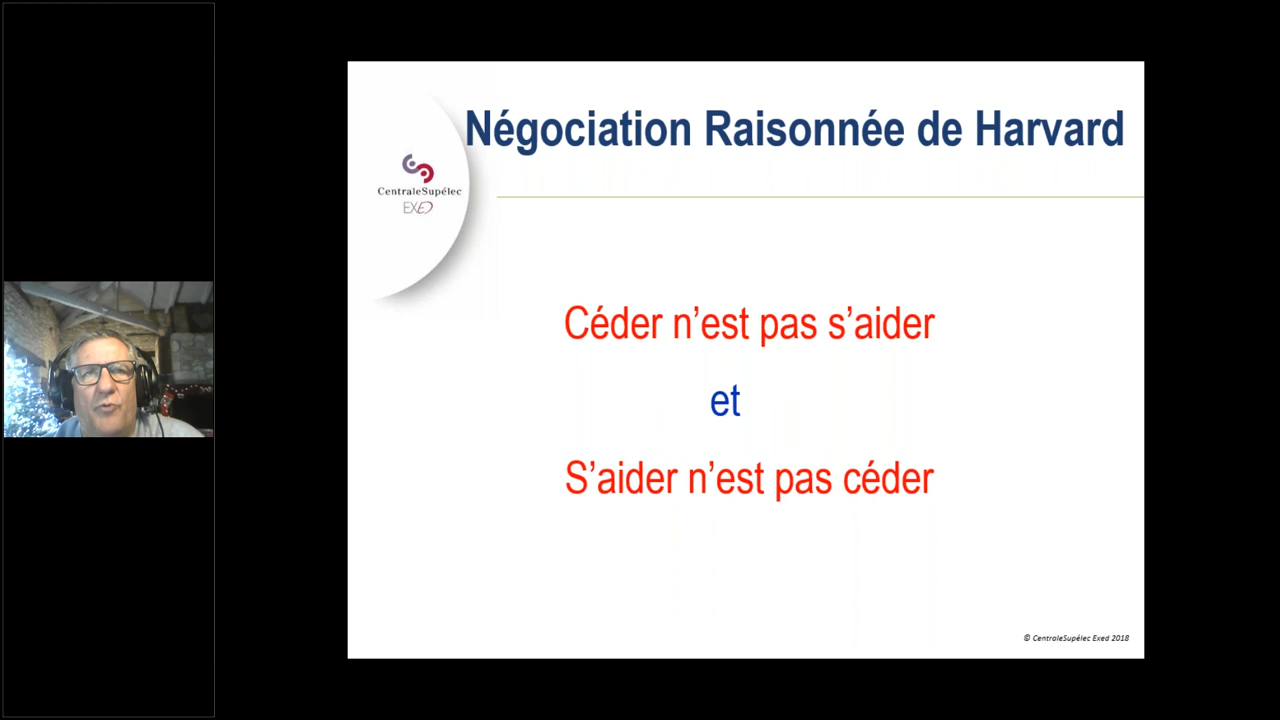 Négociation Raisonnée de Harvard
CentraleSupélec
EXED
Céder n’est pas s’aider
et
S’aider n’est pas céder
© CentraleSupélec Exed 2018